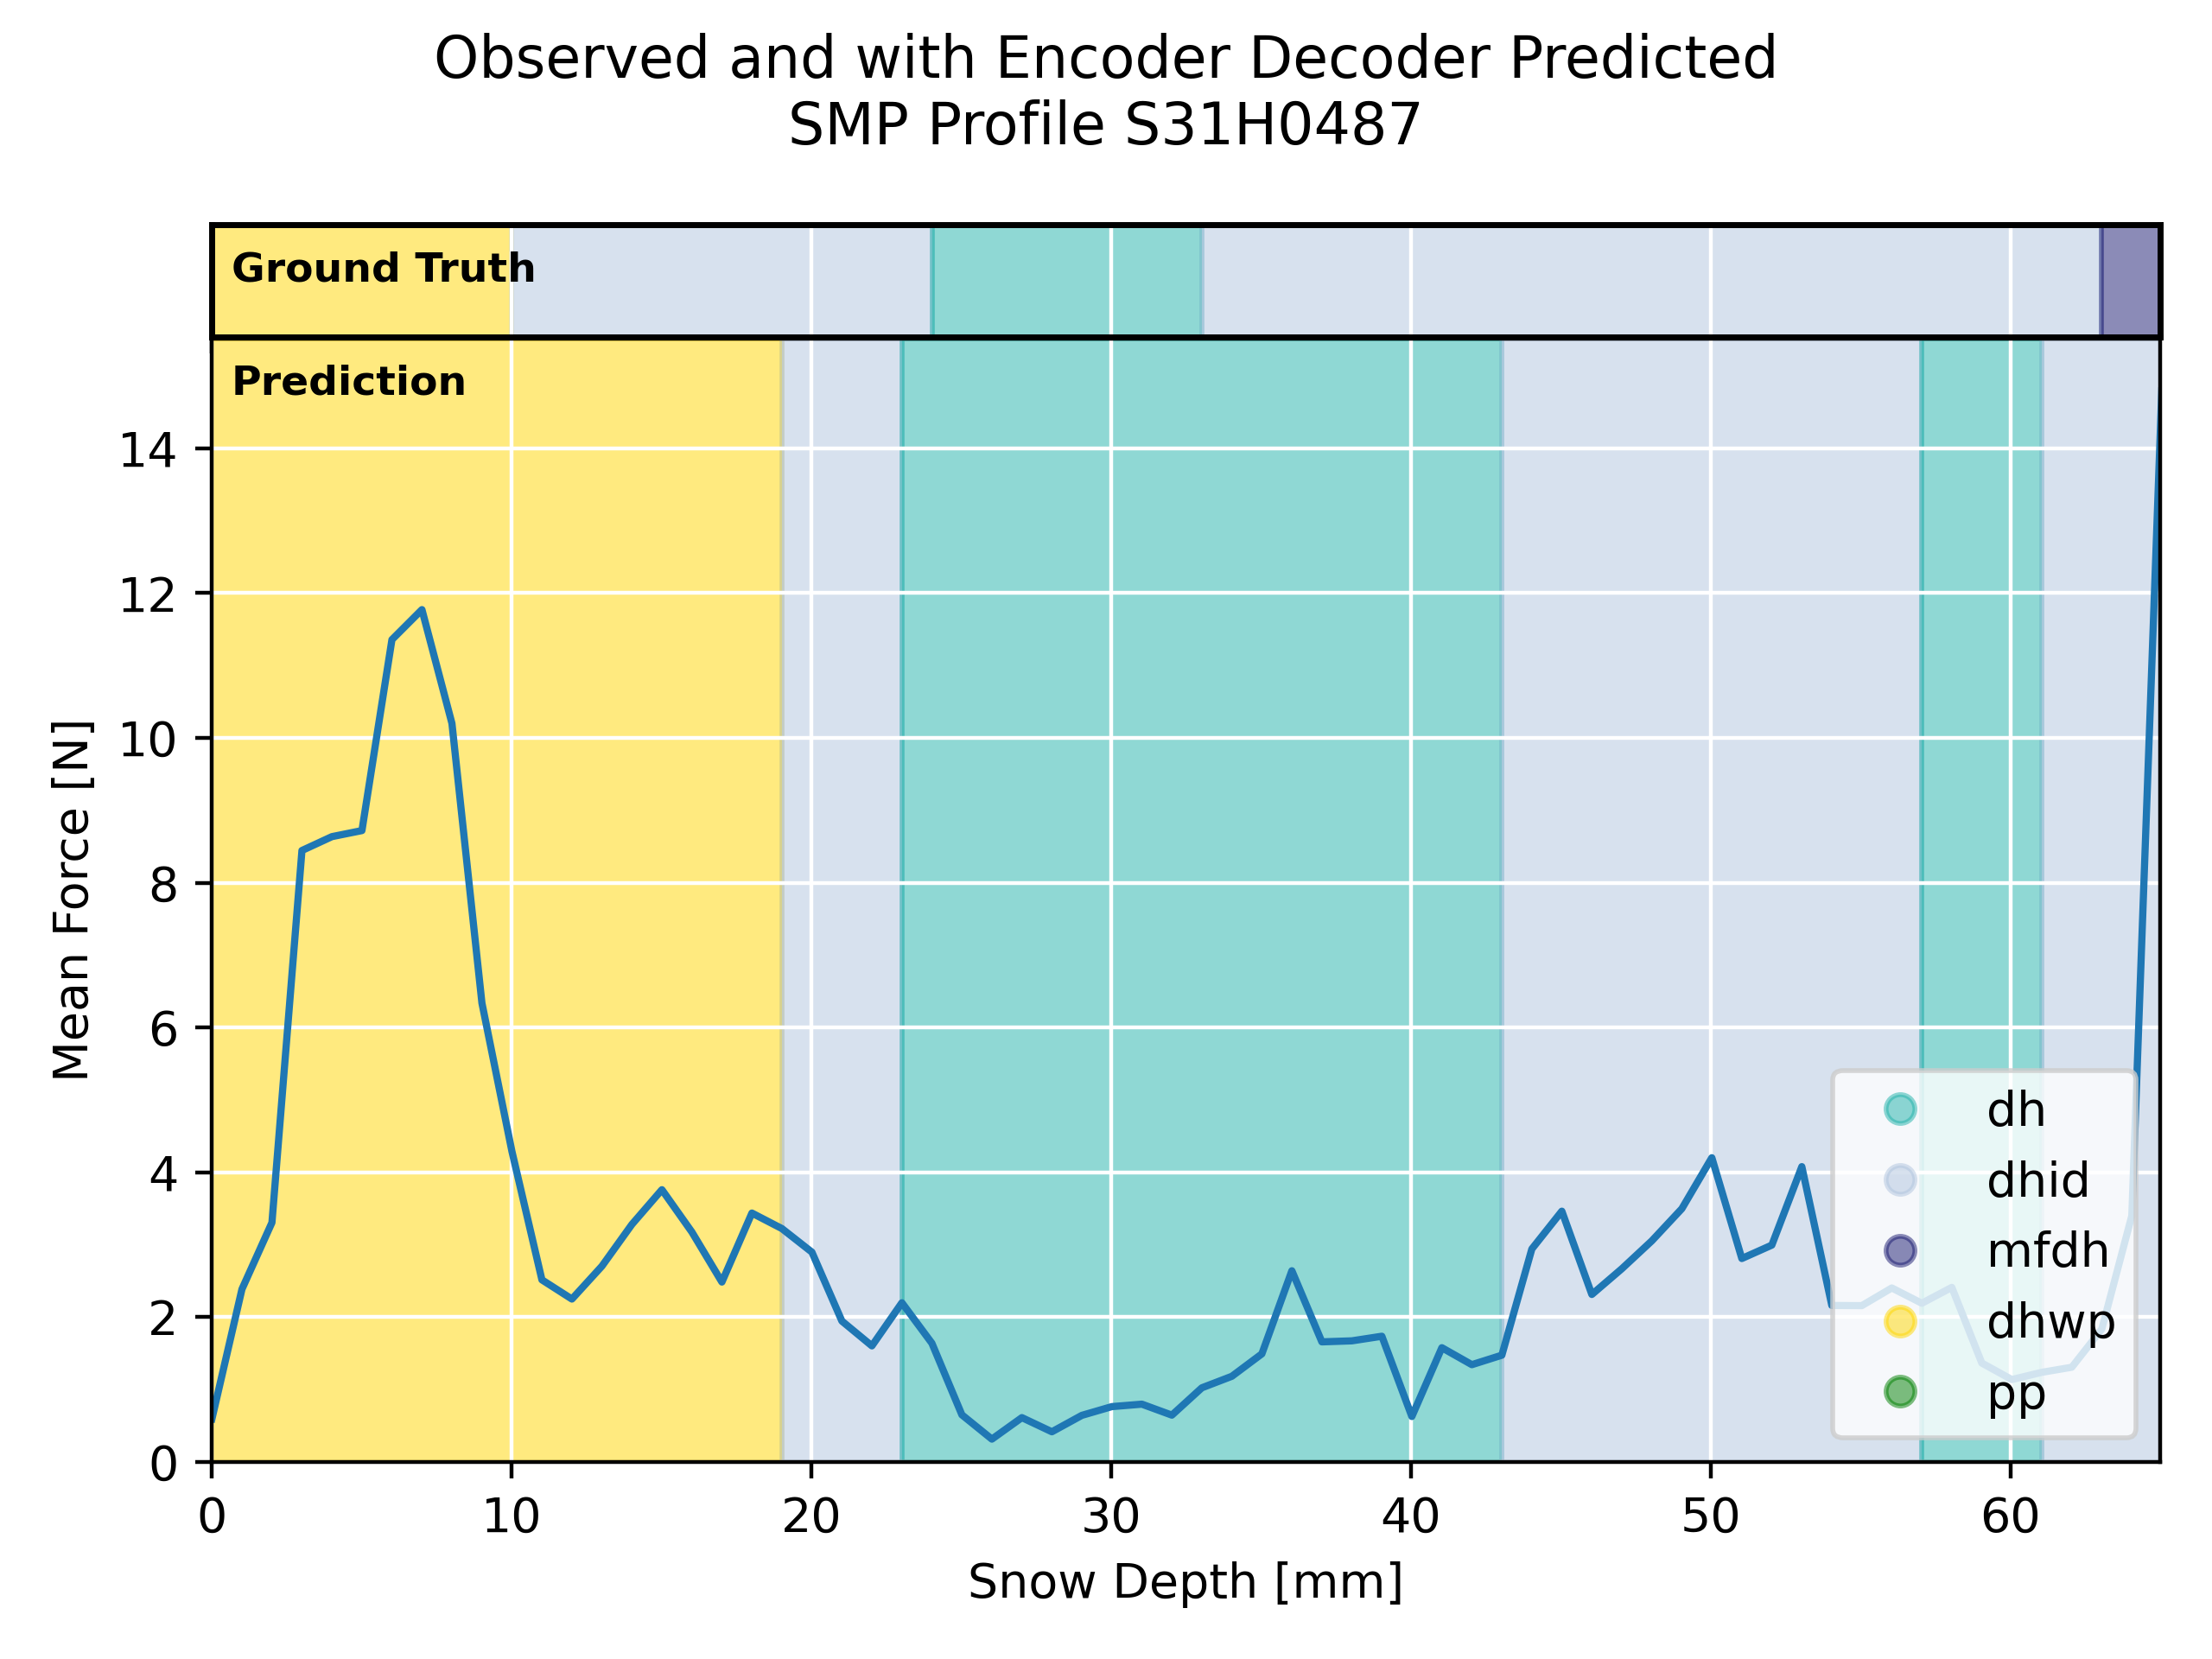 Observed and with Encoder Decoder Predicted
SMP Profile S31H0487
Ground Truth
Prediction
14
12
10
8
6
4
2
0
Mean Force [N]
dh
dhid
mfdh
dhwp
pp
0 10 20 30 40 50 60
Snow Depth [mm]